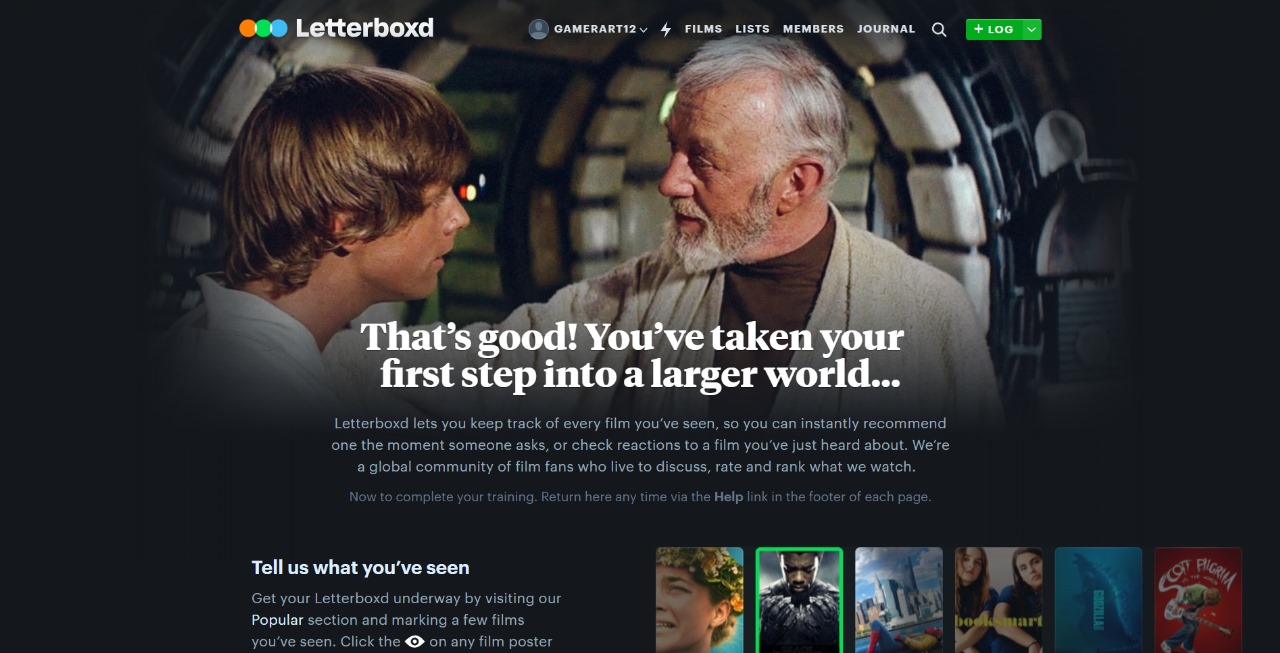 Letterboxd
GAMERART12
FILMS
LISTS
MEMBERS
JOURNAL
+ LOG
That's good! You've taken your
first step into a larger world...
Letterboxd lets you keep track of every film you've seen, so you can instantly recommend
one the moment someone asks, or check reactions to a film you've just heard about. We're
a global community of film fans who live to discuss, rate and rank what we watch.
Now to complete your training. Return here any time via the Help link in the footer of each page.
Tell us what you've seen
Get your Letterboxd underway by visiting our
Popular section and marking a few films
you've seen. Click the on any film poster
booksmart
GODZILLA
SCOTT PILGRIM